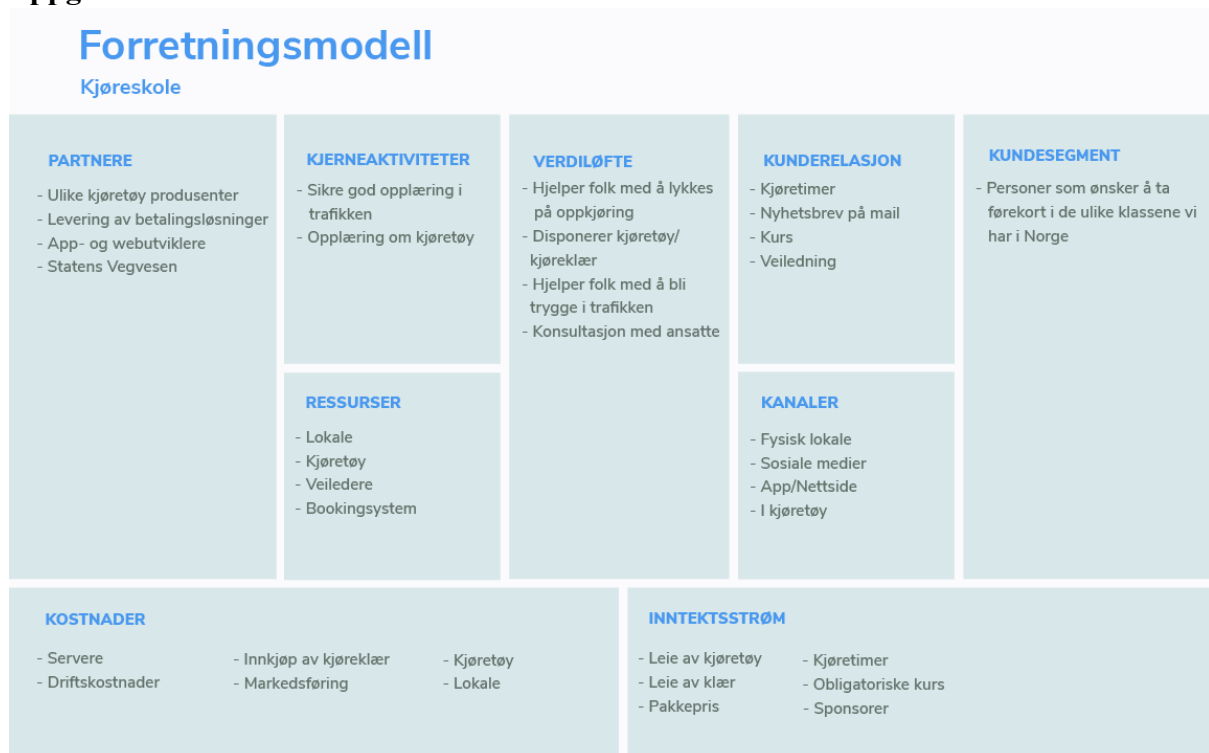 Forretningsmodell
Kjøreskole
PARTNERE
- Ulike kjøretøy produsenter
- Levering av betalingsløsninger
- App- og webutviklere
- Statens Vegvesen
KJERNEAKTIVITETER
- Sikre god opplæring i
trafikken
- Opplæring om kjøretøy
RESSURSER
- Lokale
- Kjøretøy
- Veiledere
- Bookingsystem
VERDILØFTE
- Hjelper folk med å lykkes
på oppkjøring
- Disponerer kjøretøy/
kjøreklær
- Hjelper folk med å bli
trygge i trafikken
- Konsultasjon med ansatte
KUNDERELASJON
- Kjøretimer
- Nyhetsbrev på mail
- Kurs
- Veiledning
KANALER
- Fysisk lokale
- Sosiale medier
- App/Nettside
- I kjøretøy
KUNDESEGMENT
- Personer som ønsker å ta
førekort i de ulike klassene vi
har i Norge
KOSTNADER
- Servere
- Driftskostnader
- Innkjøp av kjøreklær
- Markedsføring
- Kjøretøy
- Lokale
INNTEKTSSTRØM
- Leie av kjøretøy
- Leie av klær
- Pakkepris
- Kjøretimer
- Obligatoriske kurs
- Sponsorer